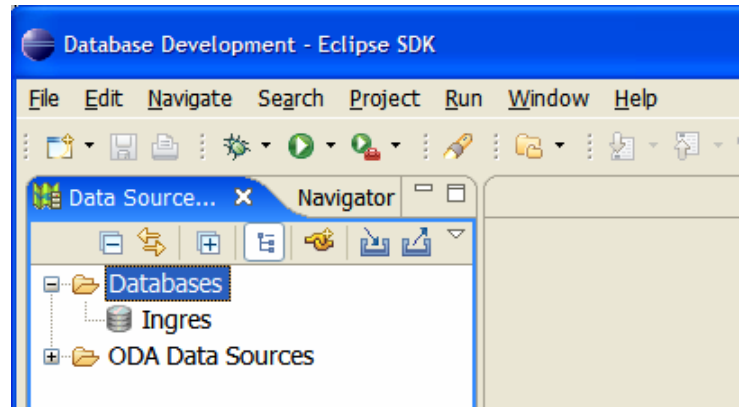 Database Development - Eclipse SDK
File Edit Navigate Search Project Run Window Help
Data Source... Navigator
Databases
Ingres
ODA Data Sources